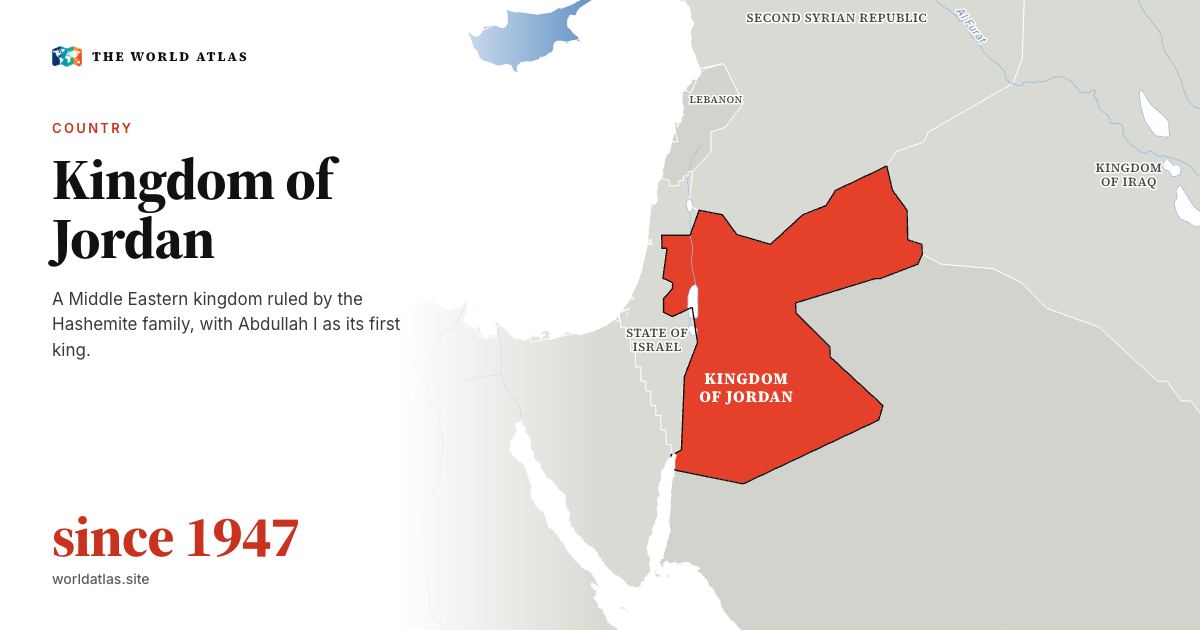 THE WORLD ATLAS
COUNTRY
Kingdom of
Jordan
A Middle Eastern kingdom ruled by the
Hashemite family, with Abdullah I as its first
king.
since 1947
worldatlas.site
SECOND SYRIAN REPUBLIC
Al Furat
LEBANON
KINGDOM
OF IRAQ
STATE OF
ISRAEL
KINGDOM
OF JORDAN